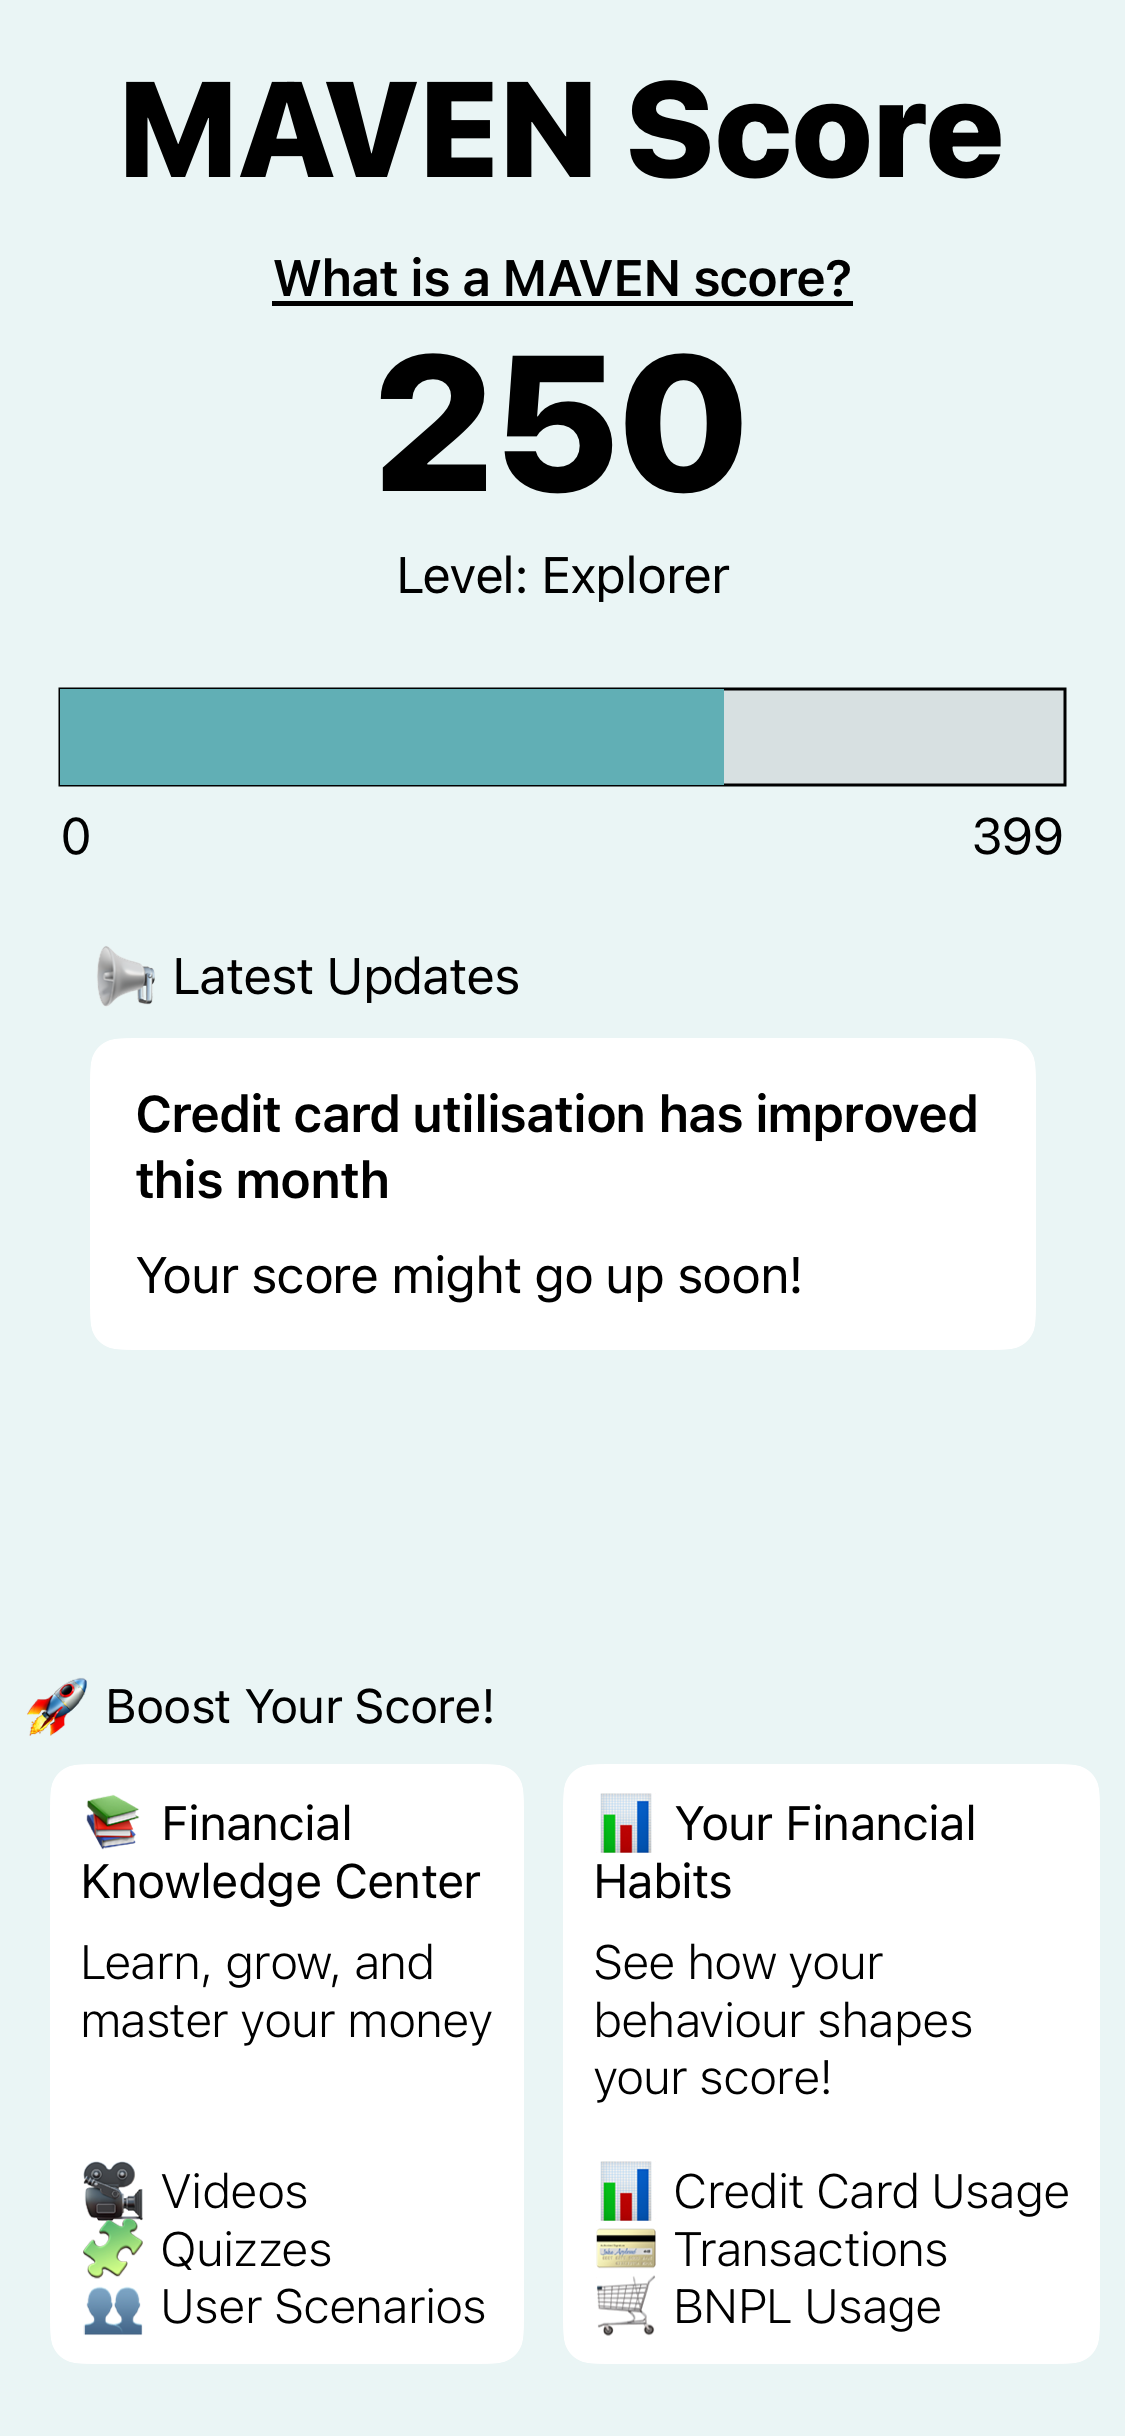 MAVEN Score
What is a MAVEN score?
250
Level: Explorer
0 399
Latest Updates
Credit card utilisation has improved
this month
Your score might go up soon!
Boost Your Score!
Financial
Knowledge Center
Learn, grow, and
master your money
Videos
Quizzes
User Scenarios
Your Financial
Habits
See how your
behaviour shapes
your score!
Credit Card Usage
Transactions
BNPL Usage